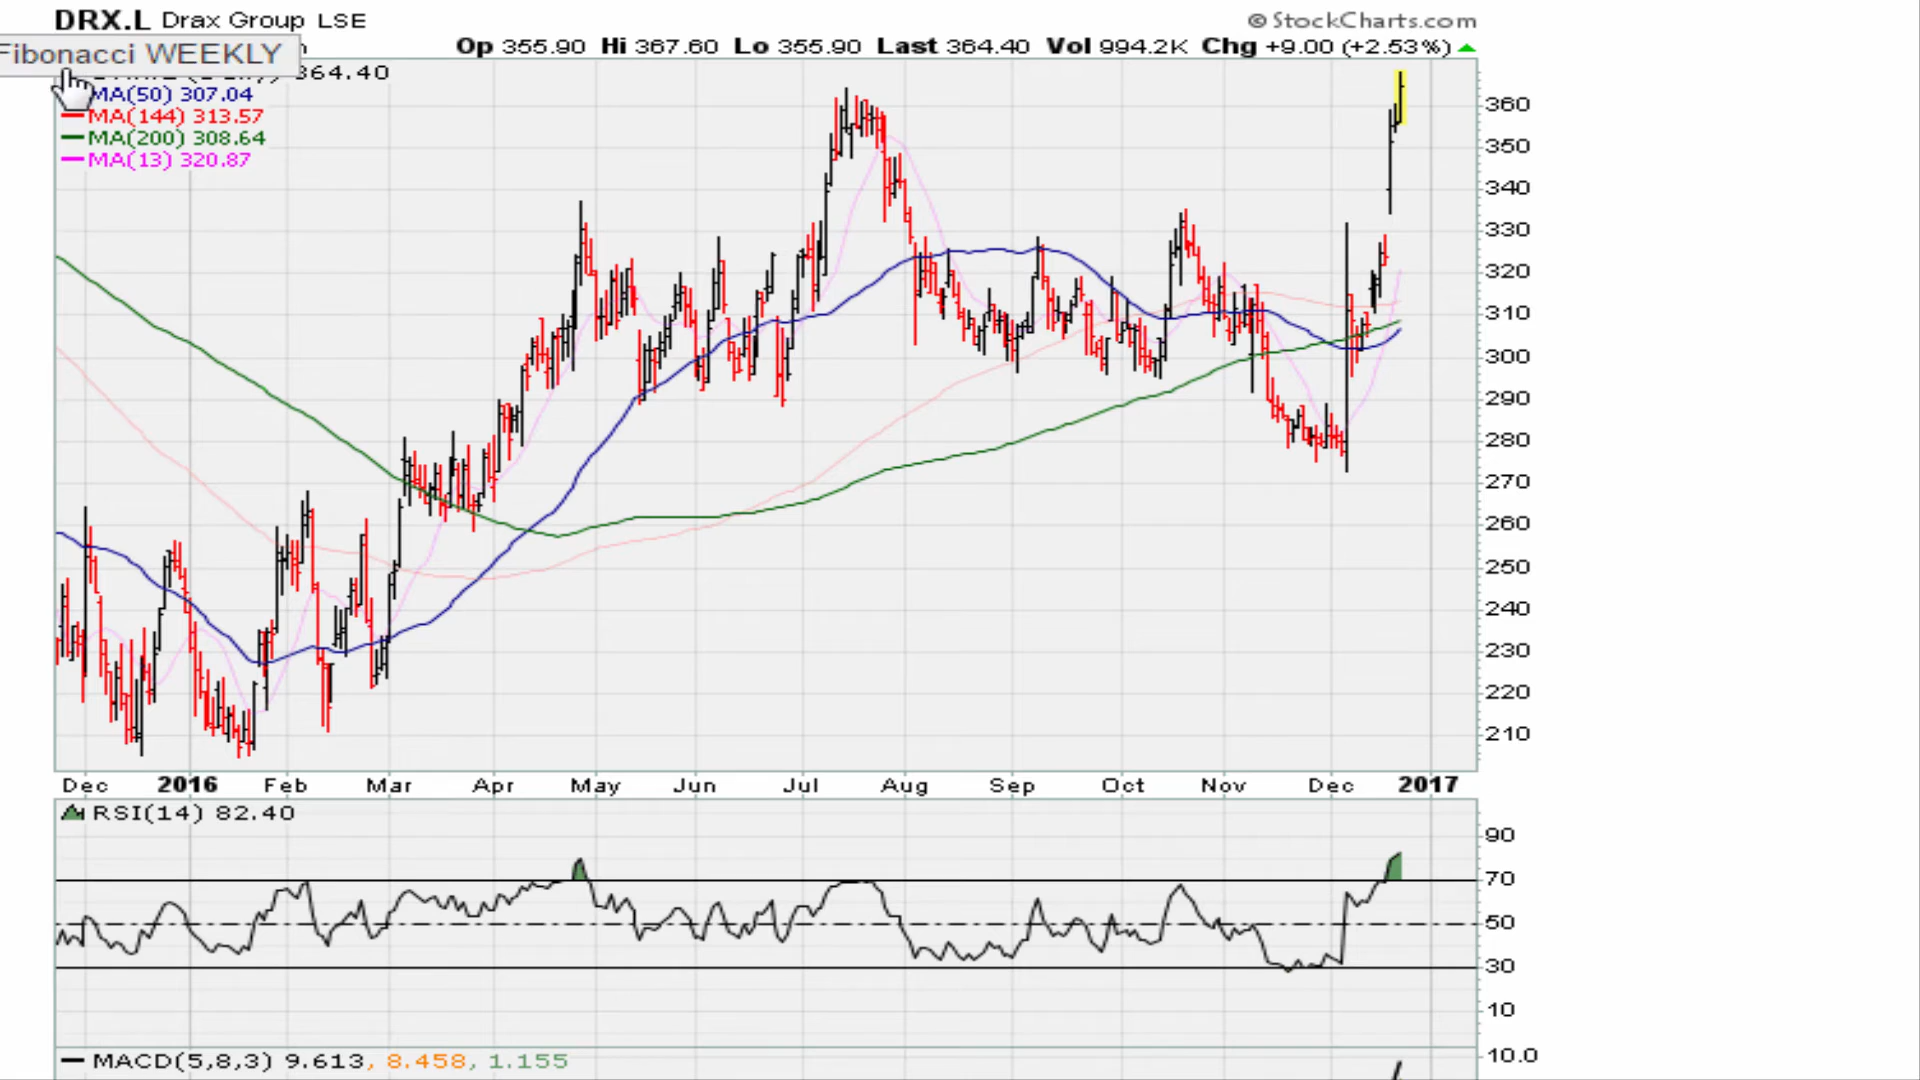 DRX.L Drax Group LSE
© StockCharts.com
Fibonacci WEEKLY
Op 355.90 Hi 367.60 Lo 355.90 Last 364.40 Vol 994.2K Chg +9.00 (+2.53%)
364.40
MA(50) 307.04
MA(144) 313.57
MA(200) 308.64
MA(13) 320.87
360
350
340
330
320
310
300
290
280
270
260
250
240
230
220
210
Dec 2016 Feb Mar Apr May Jun Jul Aug Sep Oct Nov Dec 2017
RSI(14) 82.40
90
70
50
30
10
MACD(5,8,3) 9.613, 8.458, 1.155
10.0